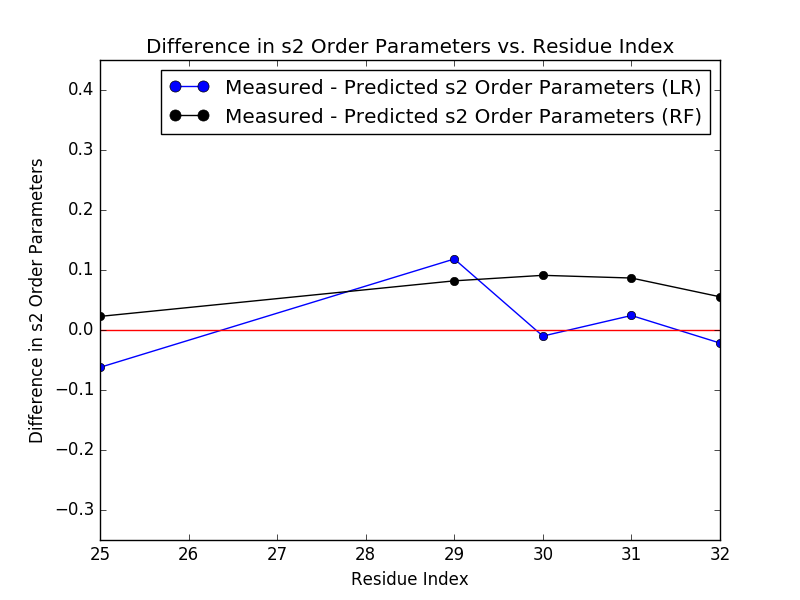 Difference in s2 Order Parameters vs. Residue Index
Measured - Predicted s2 Order Parameters (LR)
Measured - Predicted s2 Order Parameters (RF)
0.4
0.3
0.2
0.1
0.0
−0.1
−0.2
−0.3
Difference in s2 Order Parameters
25 26 27 28 29 30 31 32
Residue Index